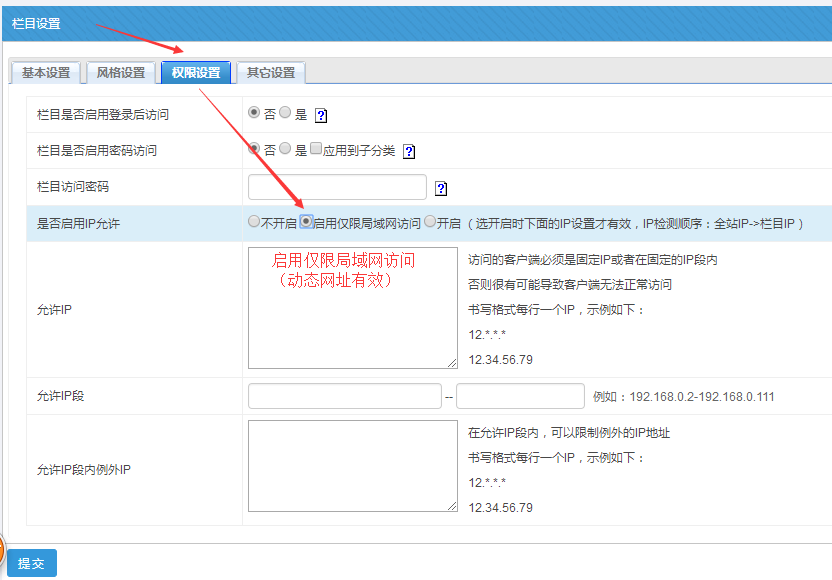 栏目设置
基本设置 风格设置 权限设置 其它设置
栏目是否启用登录后访问 否 是 ?
栏目是否启用密码访问 否 是 应用到子分类 ?
栏目访问密码 ?
是否启用IP允许 不开启 启用仅限局域网访问 开启 ( 选开启时下面的IP设置才有效，IP检测顺序：全站IP->栏目IP )
启用仅限局域网访问
（动态网址有效）
允许IP
访问的客户端必须是固定IP或者在固定的IP段内
否则很有可能导致客户端无法正常访问
书写格式每行一个IP，示例如下：
12.*.*.*
12.34.56.79
允许IP段 -- 例如：192.168.0.2-192.168.0.111
允许IP段内例外IP
在允许IP段内，可以限制例外的IP地址
书写格式每行一个IP，示例如下：
12.*.*.*
12.34.56.79
提交